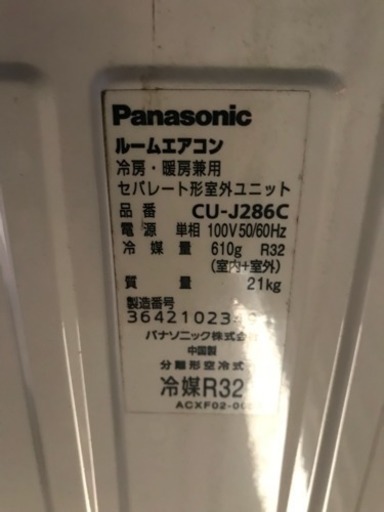 Panasonic
ルームエアコン
冷房・暖房兼用
セパレート形室外ユニット
品番 CU-J286C
電源 単相 100V 50/60Hz
冷媒量 610g R32
(室内+室外)
質量 21kg
製造番号
3642102
パナソニック株式会社
中国製
分離形空冷式
冷媒R32
ACXF02-00